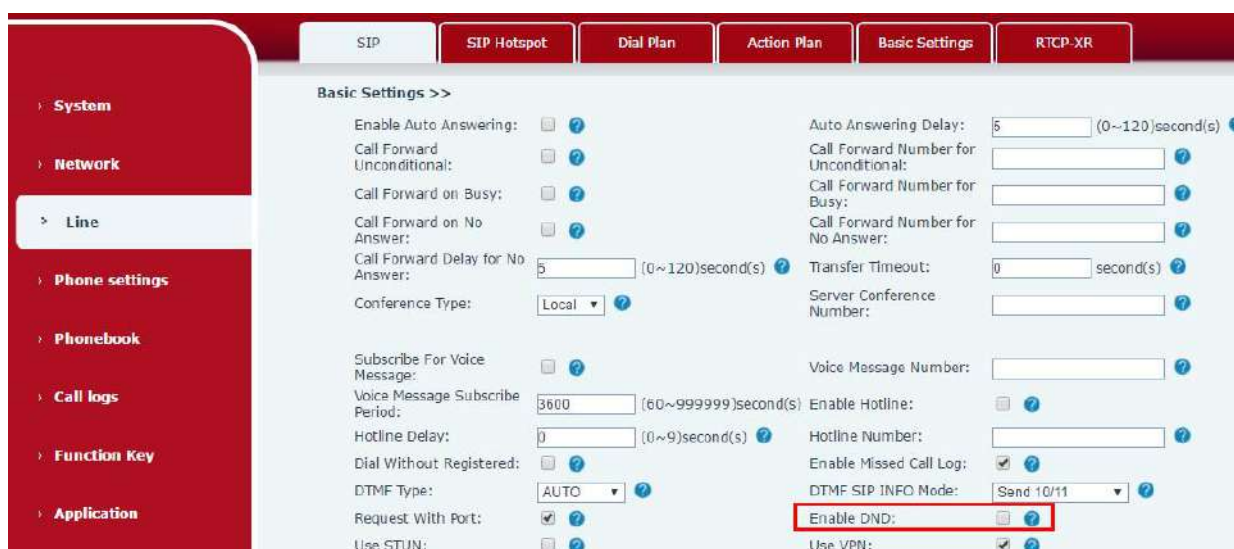 SIP SIP Hotspot Dial Plan Action Plan Basic Settings RTCP-XR
› System
› Network
> Line
› Phone settings
› Phonebook
› Call logs
› Function Key
› Application
Basic Settings >>
Enable Auto Answering: Auto Answering Delay: 5 (0~120)second(s)
Call Forward
Unconditional:
Call Forward Number for
Unconditional:
Call Forward on Busy:
Call Forward Number for
Busy:
Call Forward on No
Answer:
Call Forward Number for
No Answer:
Call Forward Delay for No
Answer: 5 (0~120)second(s)
Transfer Timeout: 0 second(s)
Conference Type: Local
Server Conference
Number:
Subscribe For Voice
Message:
Voice Message Number:
Voice Message Subscribe
Period: 3600 (60~999999)second(s)
Enable Hotline:
Hotline Delay: 0 (0~9)second(s) Hotline Number:
Dial Without Registered: Enable Missed Call Log:
DTMF Type: AUTO DTMF SIP INFO Mode: Send 10/11
Request With Port: Enable DND:
Use STUN: Use VPN: